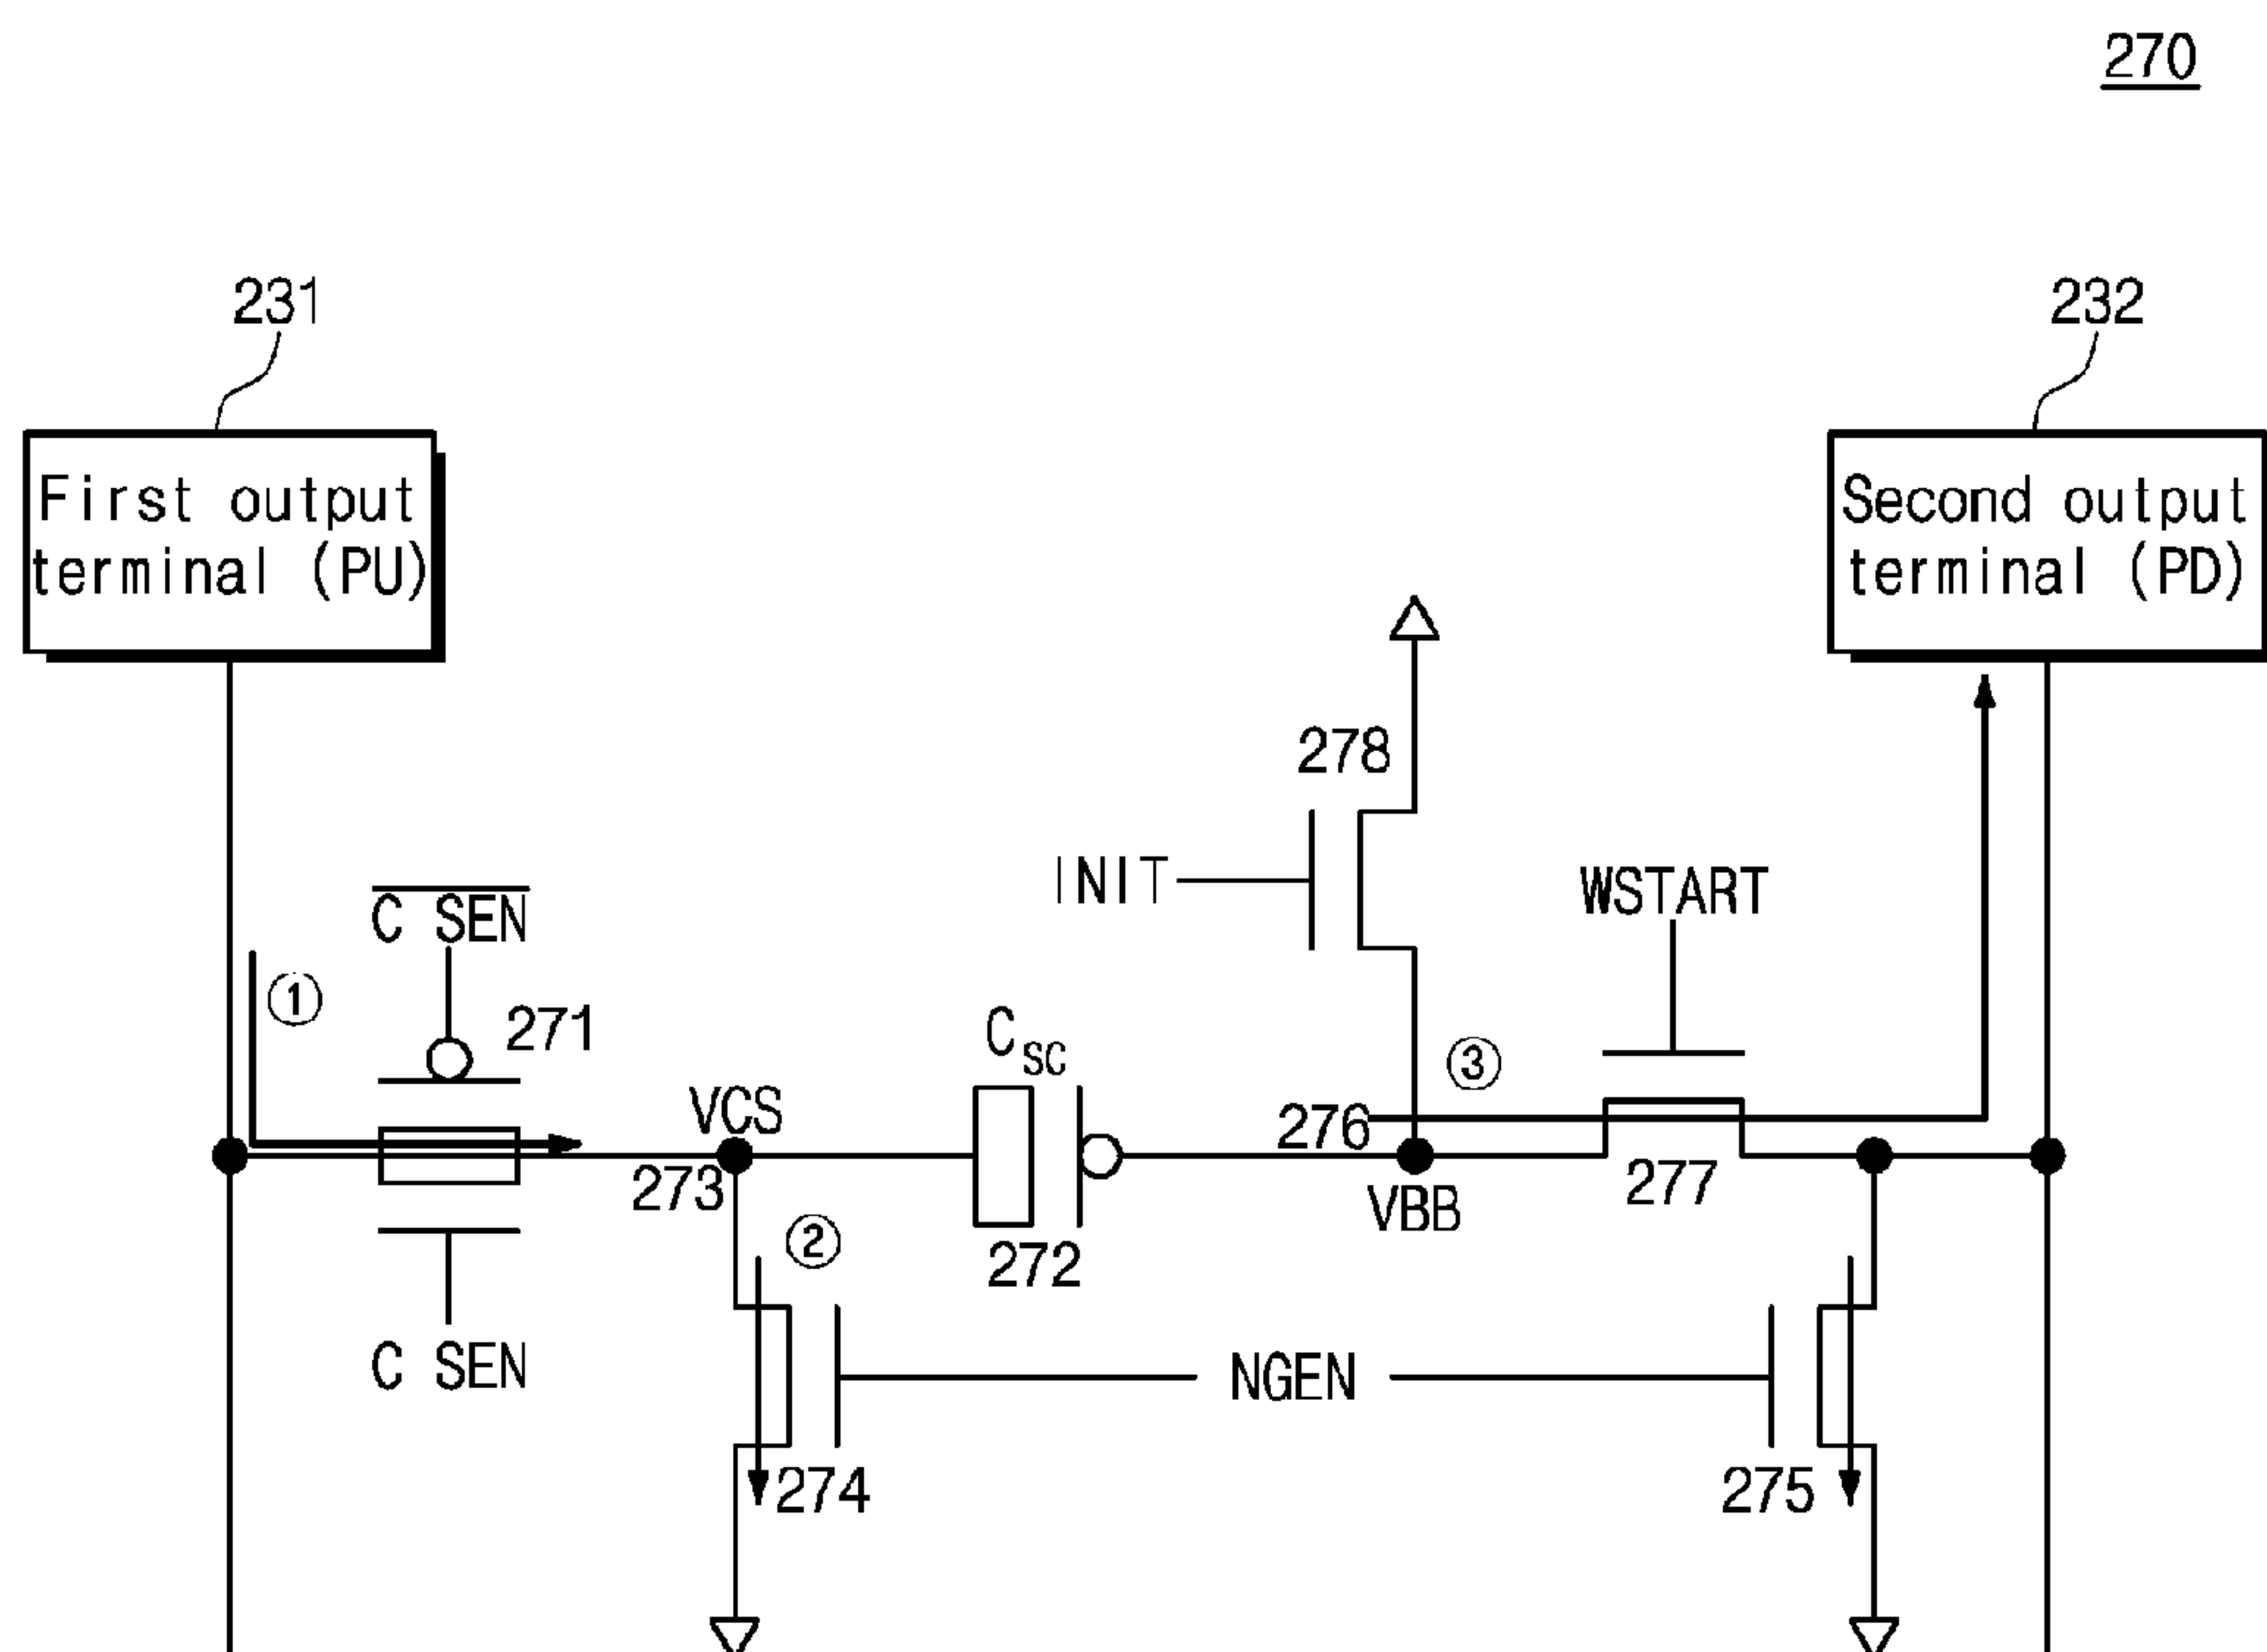 270
231
232
First output
terminal (PU)
Second output
terminal (PD)
278
INIT
WSTART
C SEN
①
271
C_SC
③
VCS
276
273
277
VBB
②
272
C SEN
NGEN
274
275